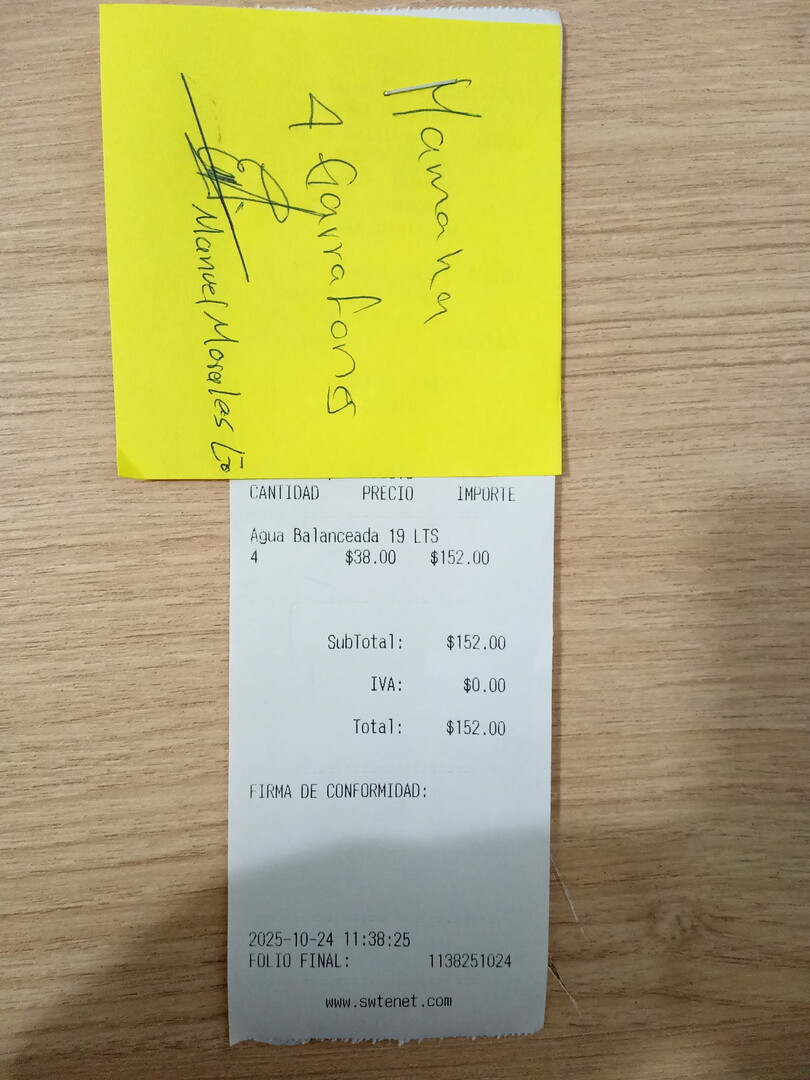 4 Garrafons
Manuel Morales
CANTIDAD PRECIO IMPORTE
Agua Balanceada 19 LTS
4 $38.00 $152.00
SubTotal: $152.00
IVA: $0.00
Total: $152.00
FIRMA DE CONFORMIDAD:
2025-10-24 11:38:25
FOLIO FINAL: 1138251024
www.swtenet.com